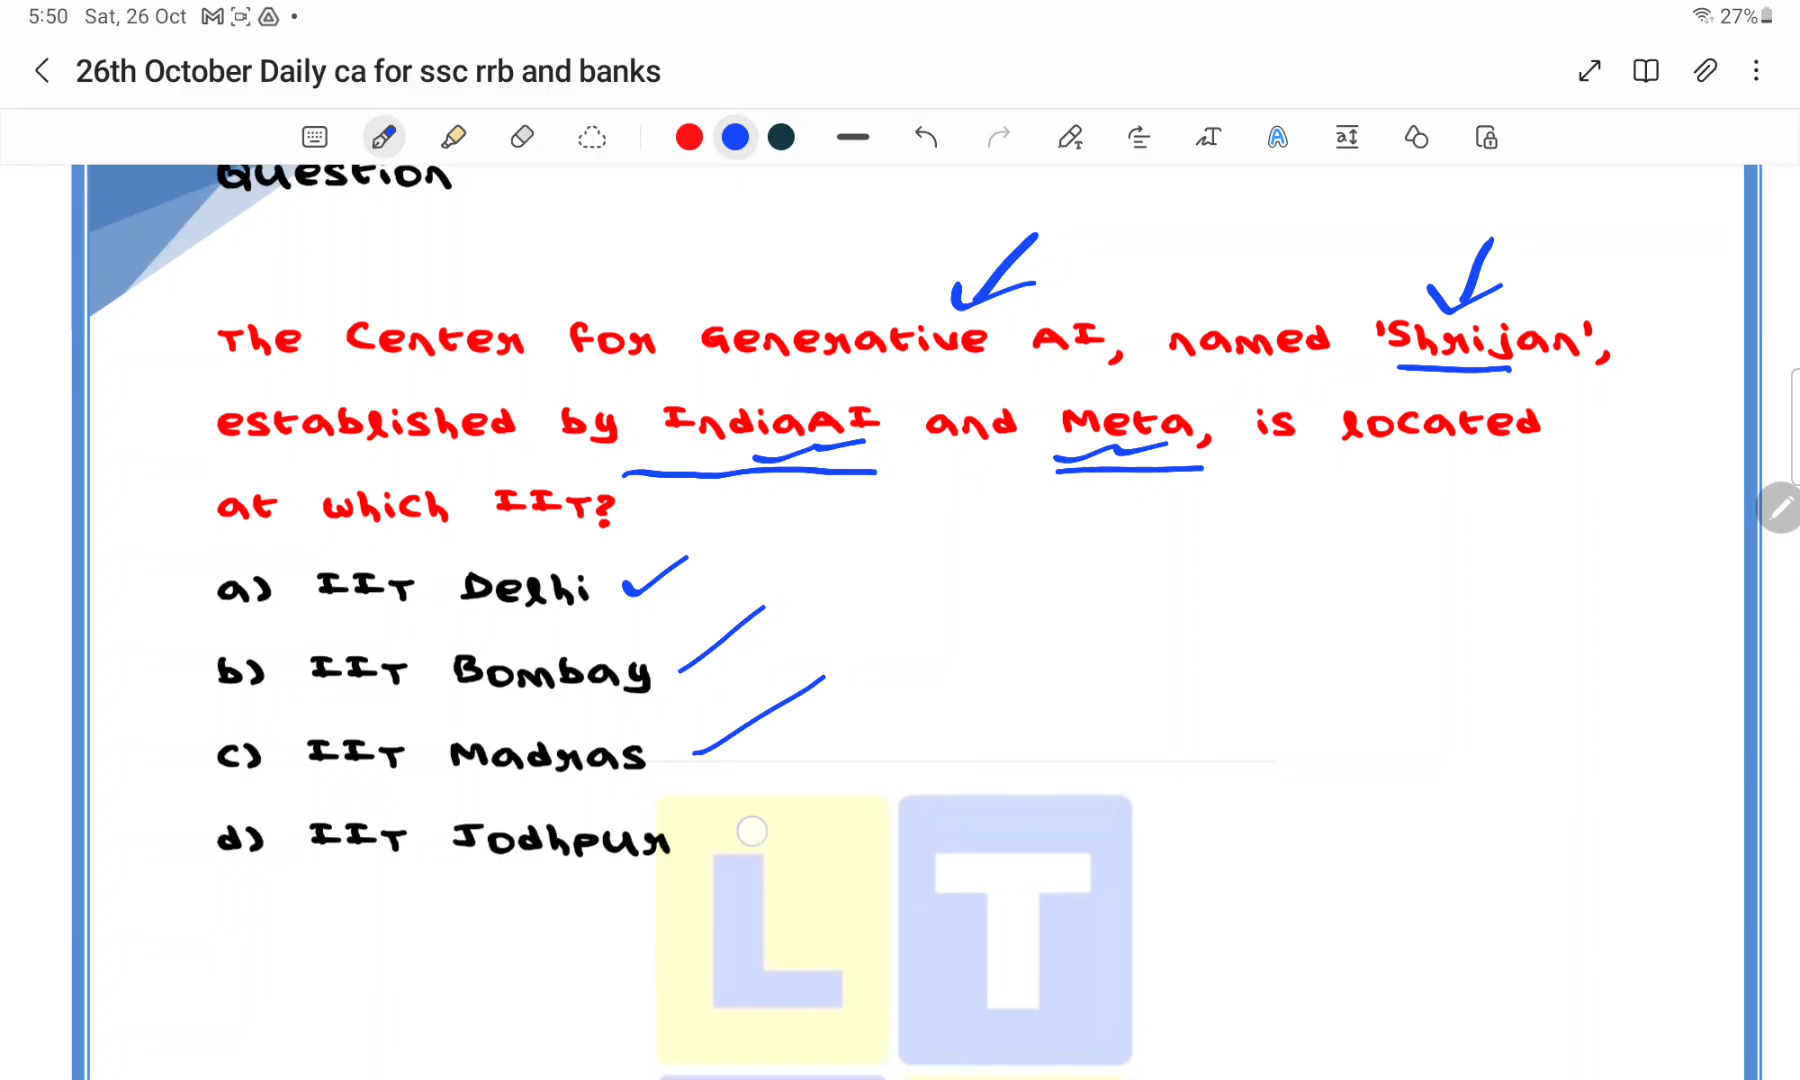 5:50 Sat, 26 Oct
27%
26th October Daily ca for ssc rrb and banks
Question
The Center for Generative AI, named 'Shrijan',
established by IndiaAI and Meta, is located
at which IIT?
a) IIT Delhi
b) IIT Bombay
c) IIT Madras
d) IIT Jodhpur
L T